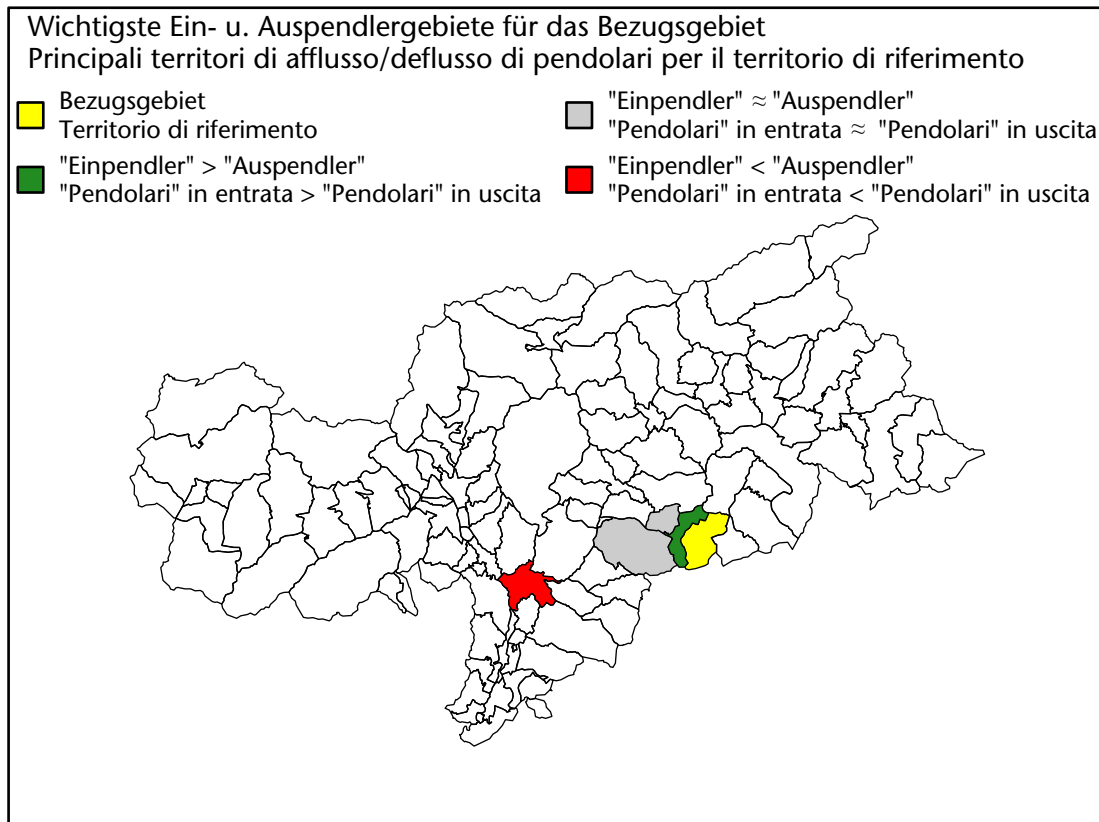 Wichtigste Ein- u. Auspendlergebiete für das Bezugsgebiet
Principali territori di afflusso/deflusso di pendolari per il territorio di riferimento
Bezugsgebiet
Territorio di riferimento
"Einpendler" > "Auspendler"
"Pendolari" in entrata > "Pendolari" in uscita
"Einpendler" ≈ "Auspendler"
"Pendolari" in entrata ≈ "Pendolari" in uscita
"Einpendler" < "Auspendler"
"Pendolari" in entrata < "Pendolari" in uscita